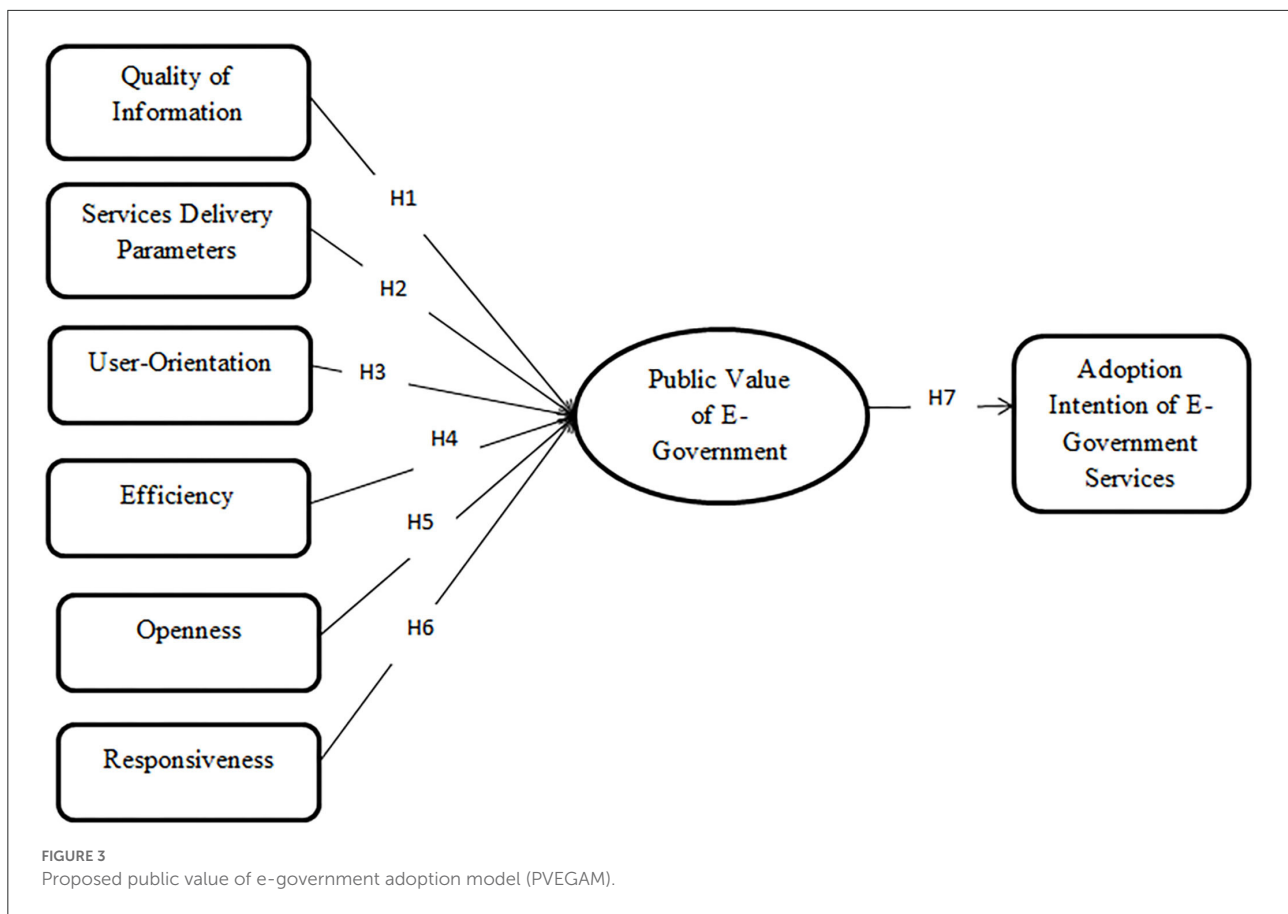 Quality of
Information
H1
Services Delivery
Parameters
H2
User-Orientation
H3
Public Value
of E-
Government
H7
Adoption
Intention of E-
Government
Services
Efficiency
H4
Openness
H5
Responsiveness
H6
FIGURE 3
Proposed public value of e-government adoption model (PVEGAM).